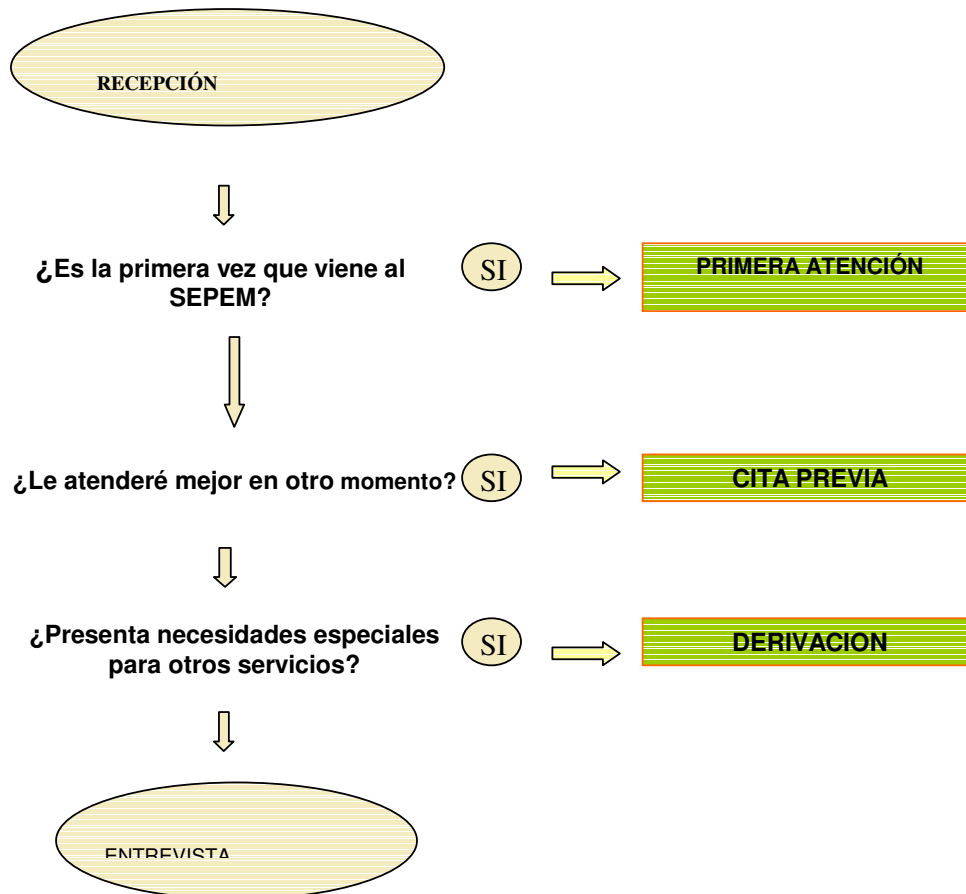 RECEPCIÓN
¿Es la primera vez que viene al
SEPEM?
SI
PRIMERA ATENCIÓN
¿Le atenderé mejor en otro momento?
SI
CITA PREVIA
¿Presenta necesidades especiales
para otros servicios?
SI
DERIVACION
ENTREVISTA